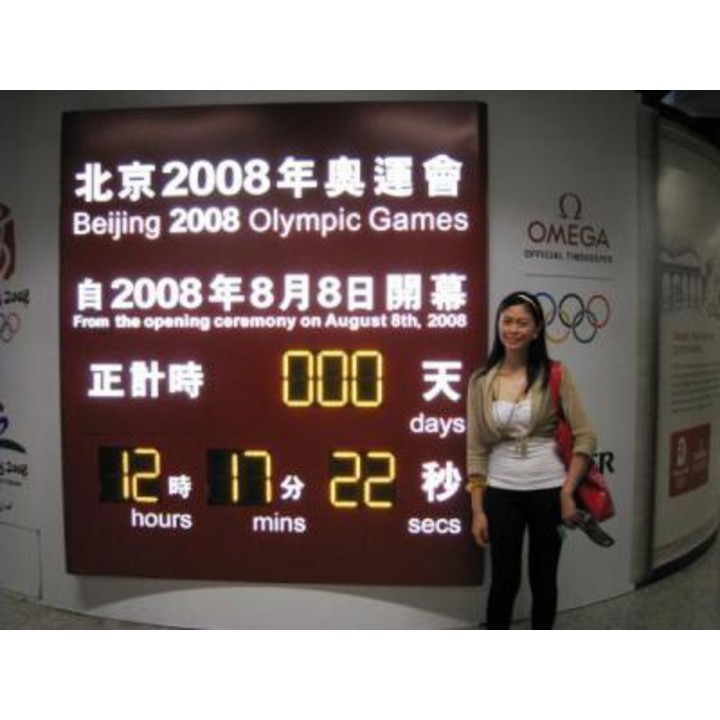 北京2008年奧運會
Beijing 2008 Olympic Games
自2008年8月8日開幕
From the opening ceremony on August 8th, 2008
正計時 000 天
days
12 時 17 分 22 秒
hours mins secs
OMEGA
OFFICIAL TIMEKEEPER